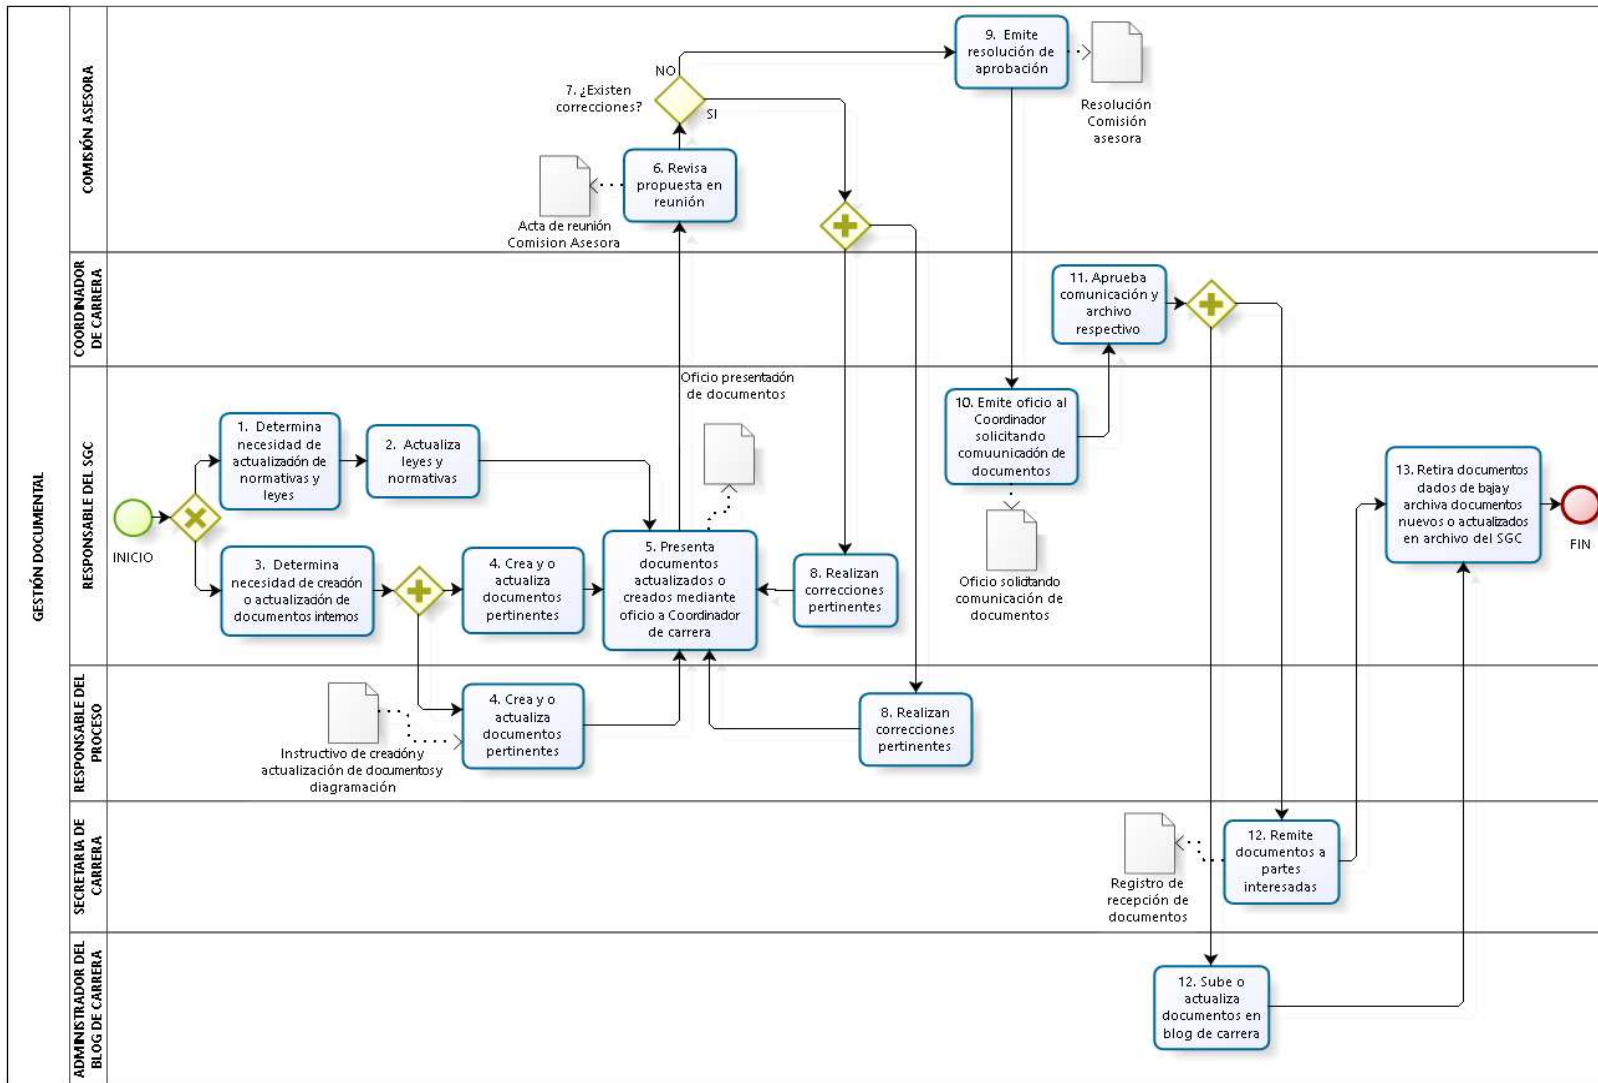 GESTIÓN DOCUMENTAL
COMISIÓN ASESORA
9. Emite
resolución de
aprobación
Resolución
Comisión
asesora
NO
7. ¿Existen
correcciones?
SI
6. Revisa
propuesta en
reunión
Acta de reunión
Comision Asesora
COORDINADOR
DE CARRERA
11. Aprueba
comunicación y
archivo
respectivo
RESPONSABLE DEL SGC
Oficio presentación
de documentos
1. Determina
necesidad de
actualización de
normativas y
leyes
2. Actualiza
leyes y
normativas
10. Emite oficio al
Coordinador
solicitando
comuunicación de
documentos
Oficio solicitando
comunicación de
documentos
13. Retira documentos
dados de baja y
archiva documentos
nuevos o actualizados
en archivo del SGC
INICIO
FIN
3. Determina
necesidad de creación
o actualización de
documentos internos
4. Crea y o
actualiza
documentos
pertinentes
5. Presenta
documentos
actualizados o
creados mediante
oficio a Coordinador
de carrera
8. Realizan
correcciones
pertinentes
RESPONSABLE DEL
PROCESO
Instructivo de creación y
actualización de documentos y
diagramación
4. Crea y o
actualiza
documentos
pertinentes
8. Realizan
correcciones
pertinentes
SECRETARIA DE
CARRERA
Registro de
recepción de
documentos
12. Remite
documentos a
partes
interesadas
ADMINISTRADOR DEL
BLOG DE CARRERA
12. Sube o
actualiza
documentos en
blog de carrera